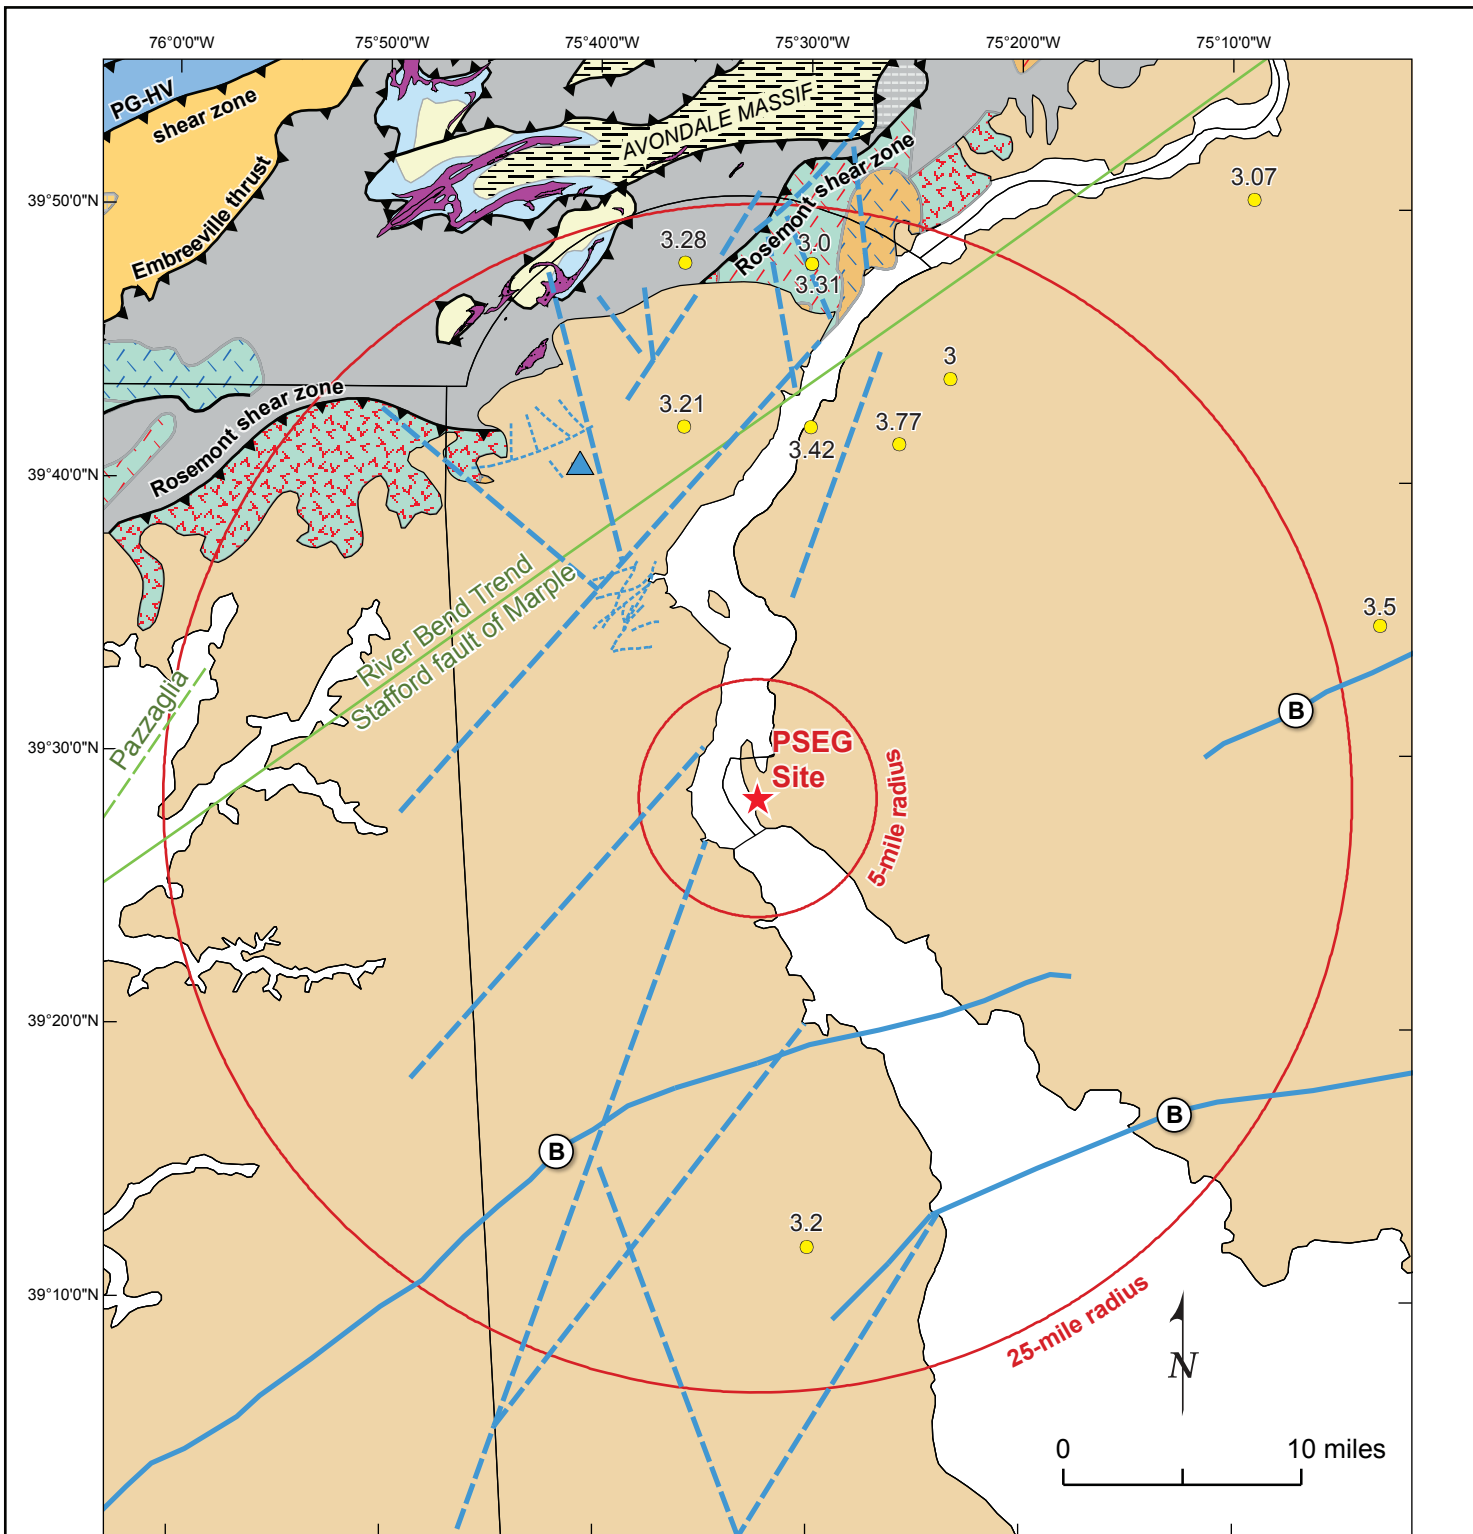 76°0'0"W
75°50'0"W
75°40'0"W
75°30'0"W
75°20'0"W
75°10'0"W
PG-HV
shear zone
AVONDALE MASSIF
Embreeville thrust
Rosemont shear zone
39°50'0"N
3.07
3.28
3.0
3.31
3
Rosemont shear zone
3.21
3.42
3.77
39°40'0"N
River Bend Trend
Stafford fault of Marple
3.5
Pazzaglia
B
39°30'0"N
PSEG
Site
5-mile radius
39°20'0"N
B
B
3.2
39°10'0"N
25-mile radius
N
0 10 miles